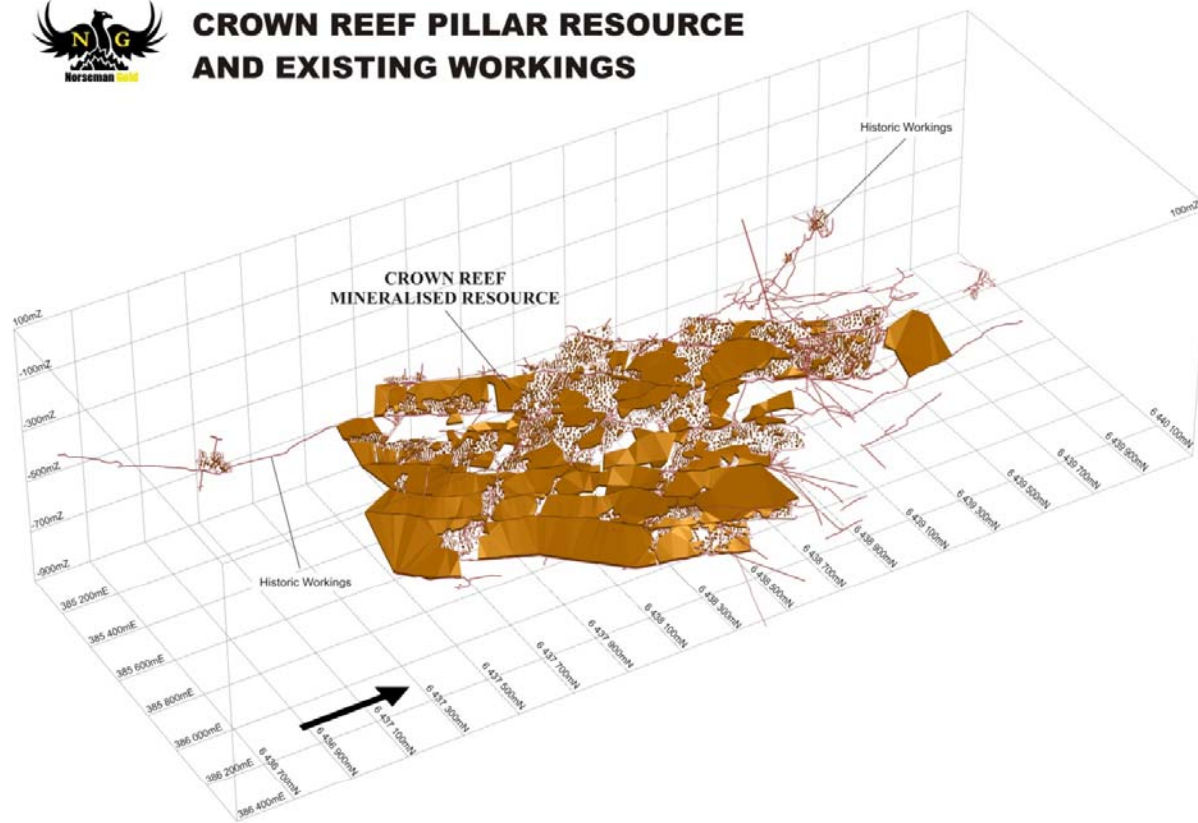 N G
Norseman Gold
CROWN REEF PILLAR RESOURCE
AND EXISTING WORKINGS
Historic Workings
100mZ
CROWN REEF
MINERALISED RESOURCE
100mZ
-100mZ
-300mZ
-500mZ
-700mZ
-900mZ
Historic Workings
385 200mE
385 400mE
385 600mE
385 800mE
386 000mE
386 200mE
386 400mE
6 436 700mN
6 436 900mN
6 437 100mN
6 437 300mN
6 437 500mN
6 437 700mN
6 437 900mN
6 438 100mN
6 438 300mN
6 438 500mN
6 438 700mN
6 438 900mN
6 439 100mN
6 439 300mN
6 439 500mN
6 439 700mN
6 439 900mN
6 440 100mN